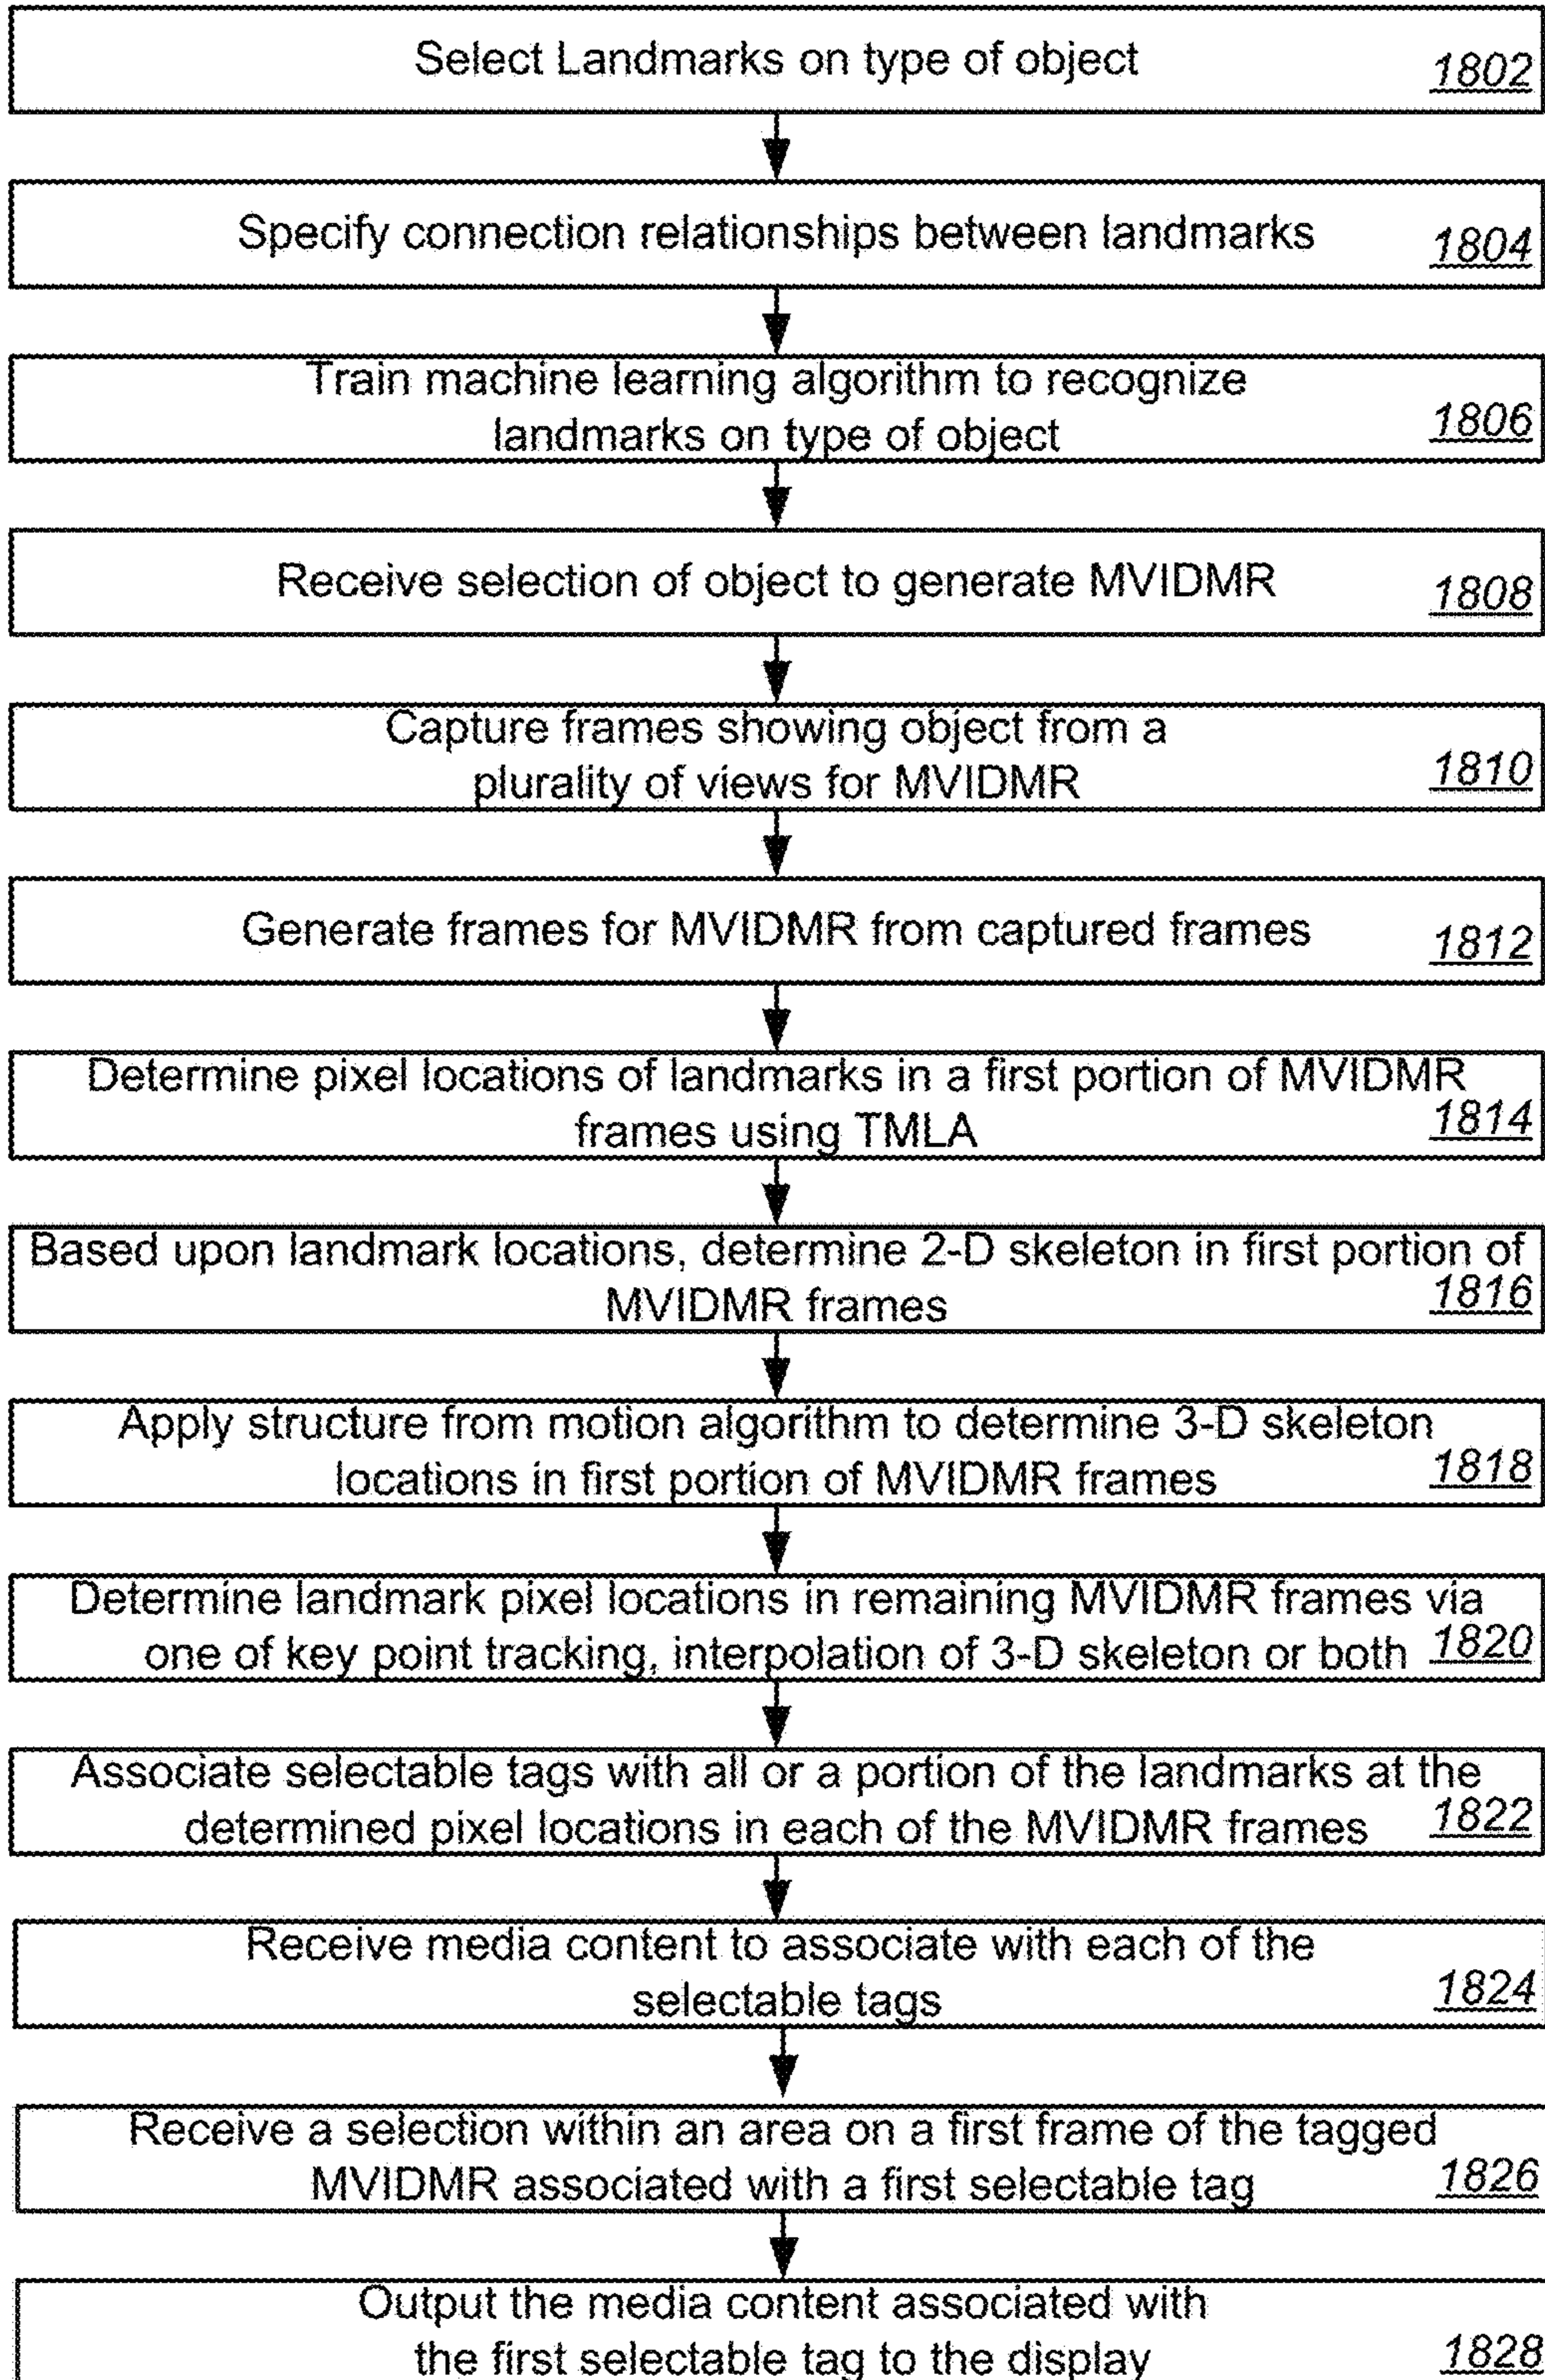 Select Landmarks on type of object
1802
Specify connection relationships between landmarks
1804
Train machine learning algorithm to recognize
landmarks on type of object
1806
Receive selection of object to generate MVIDMR
1808
Capture frames showing object from a
plurality of views for MVIDMR
1810
Generate frames for MVIDMR from captured frames
1812
Determine pixel locations of landmarks in a first portion of MVIDMR
frames using TMLA
1814
Based upon landmark locations, determine 2-D skeleton in first portion of
MVIDMR frames
1816
Apply structure from motion algorithm to determine 3-D skeleton
locations in first portion of MVIDMR frames
1818
Determine landmark pixel locations in remaining MVIDMR frames via
one of key point tracking, interpolation of 3-D skeleton or both
1820
Associate selectable tags with all or a portion of the landmarks at the
determined pixel locations in each of the MVIDMR frames
1822
Receive media content to associate with each of the
selectable tags
1824
Receive a selection within an area on a first frame of the tagged
MVIDMR associated with a first selectable tag
1826
Output the media content associated with
the first selectable tag to the display
1828